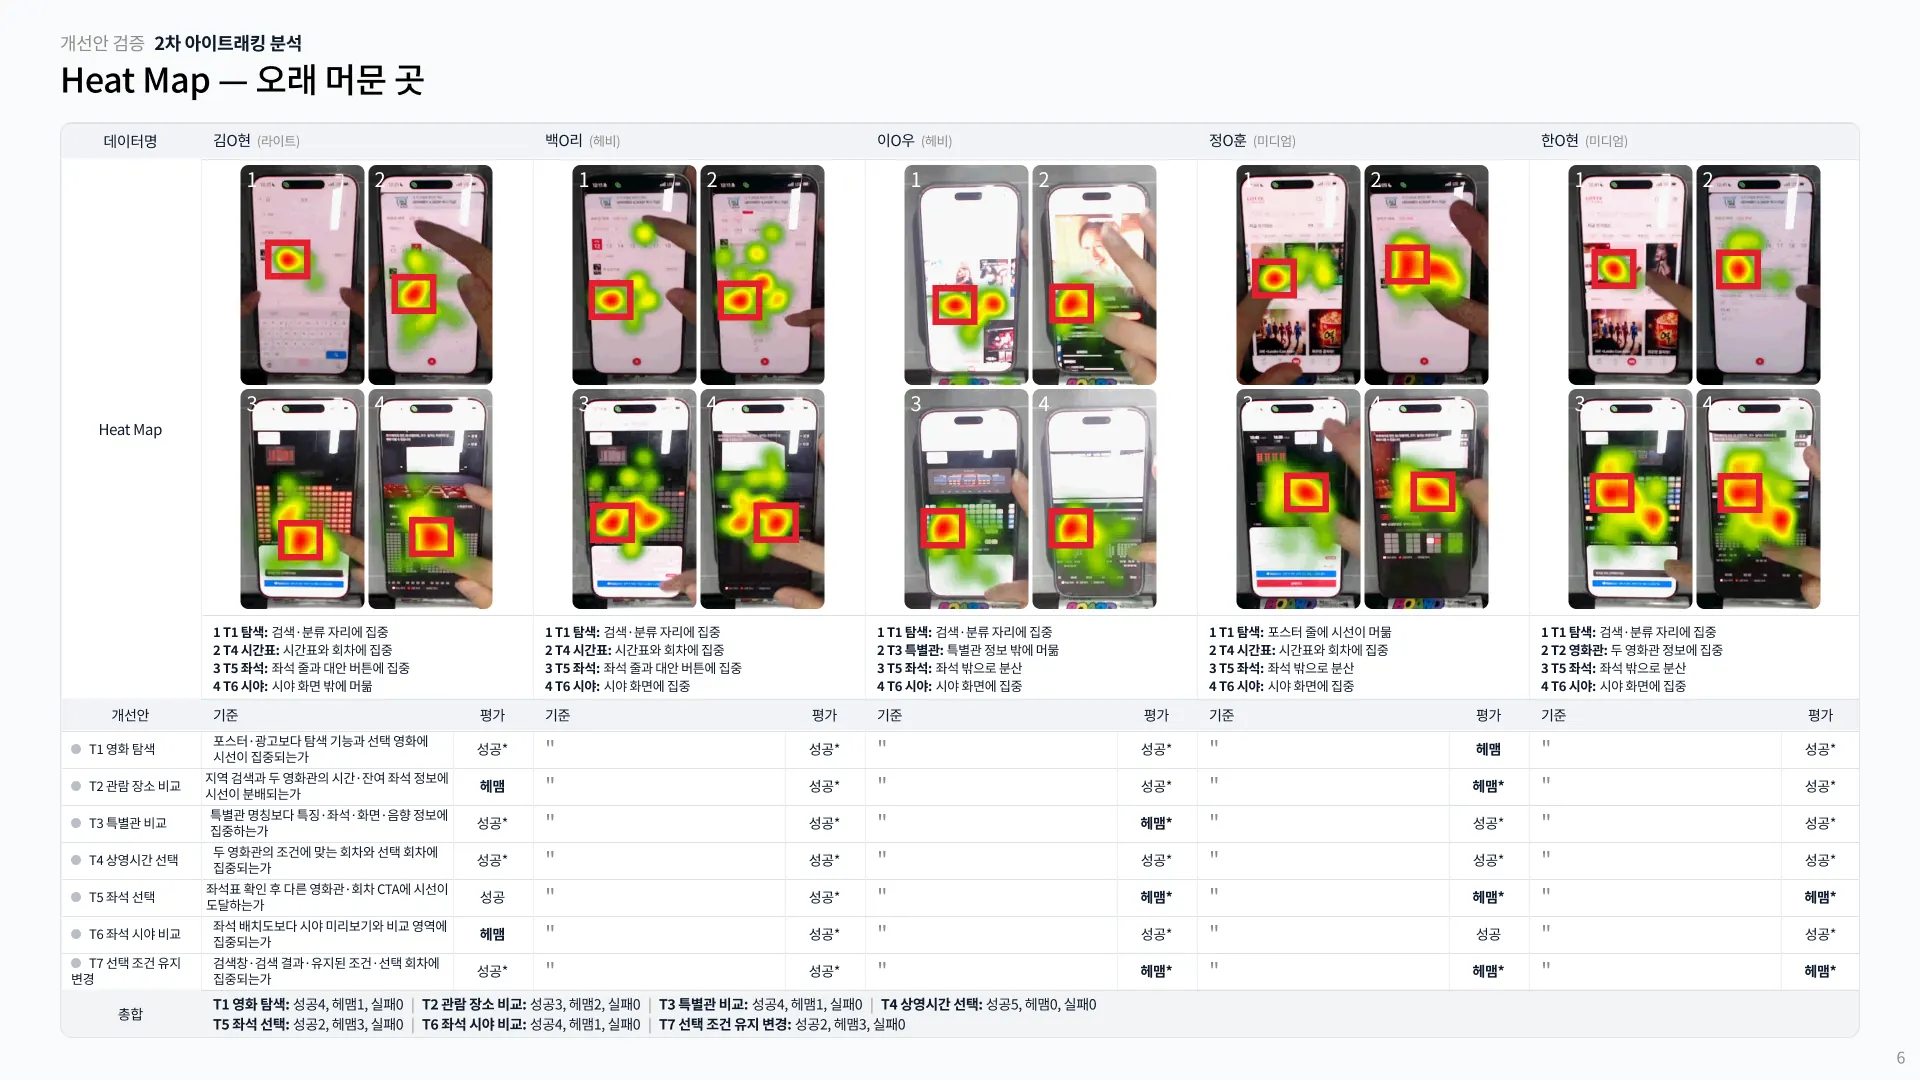 개선안 검증 2차 아이트래킹 분석
Heat Map — 오래 머문 곳
데이터명 김O현 (라이트) 백O리 (헤비) 이O우 (헤비) 정O훈 (미디엄) 한O현 (미디엄)
Heat Map
1 2 1 2 1 2 1 2 1 2
3 4 3 4 3 4 3 4 3 4
1 T1 탐색: 검색·분류 자리에 집중
2 T4 시간표: 시간표와 회차에 집중
3 T5 좌석: 좌석 줄과 대안 버튼에 집중
4 T6 시야: 시야 화면 밖에 머묾
1 T1 탐색: 검색·분류 자리에 집중
2 T4 시간표: 시간표와 회차에 집중
3 T5 좌석: 좌석 줄과 대안 버튼에 집중
4 T6 시야: 시야 화면에 집중
1 T1 탐색: 검색·분류 자리에 집중
2 T3 특별관: 특별관 정보 밖에 머묾
3 T5 좌석: 좌석 밖으로 분산
4 T6 시야: 시야 화면에 집중
1 T1 탐색: 포스터 줄에 시선이 머묾
2 T4 시간표: 시간표와 회차에 집중
3 T5 좌석: 좌석 밖으로 분산
4 T6 시야: 시야 화면에 집중
1 T1 탐색: 검색·분류 자리에 집중
2 T2 영화관: 두 영화관 정보에 집중
3 T5 좌석: 좌석 밖으로 분산
4 T6 시야: 시야 화면에 집중
개선안 기준 평가 기준 평가 기준 평가 기준 평가 기준 평가
T1 영화 탐색 포스터·광고보다 탐색 기능과 선택 영화에
시선이 집중되는가 성공* " 성공* " 성공* " 헤맴 " 성공*
T2 관람 장소 비교 지역 검색과 두 영화관의 시간·잔여 좌석 정보에
시선이 분배되는가 헤맴 " 성공* " 성공* " 헤맴* " 성공*
T3 특별관 비교 특별관 명칭보다 특징·좌석·화면·음향 정보에
집중하는가 성공* " 성공* " 헤맴* " 성공* " 성공*
T4 상영시간 선택 두 영화관의 조건에 맞는 회차와 선택 회차에
집중되는가 성공* " 성공* " 성공* " 성공* " 성공*
T5 좌석 선택 좌석표 확인 후 다른 영화관·회차 CTA에 시선이
도달하는가 성공 " 성공* " 헤맴* " 헤맴* " 헤맴*
T6 좌석 시야 비교 좌석 배치도보다 시야 미리보기와 비교 영역에
집중되는가 헤맴 " 성공* " 성공* " 성공 " 성공*
T7 선택 조건 유지 검색창·검색 결과·유지된 조건·선택 회차에
변경 집중되는가 성공* " 성공* " 헤맴* " 헤맴* " 헤맴*
총합
T1 영화 탐색: 성공4, 헤맴1, 실패0 | T2 관람 장소 비교: 성공3, 헤맴2, 실패0 | T3 특별관 비교: 성공4, 헤맴1, 실패0 | T4 상영시간 선택: 성공5, 헤맴0, 실패0
T5 좌석 선택: 성공2, 헤맴3, 실패0 | T6 좌석 시야 비교: 성공4, 헤맴1, 실패0 | T7 선택 조건 유지 변경: 성공2, 헤맴3, 실패0
6